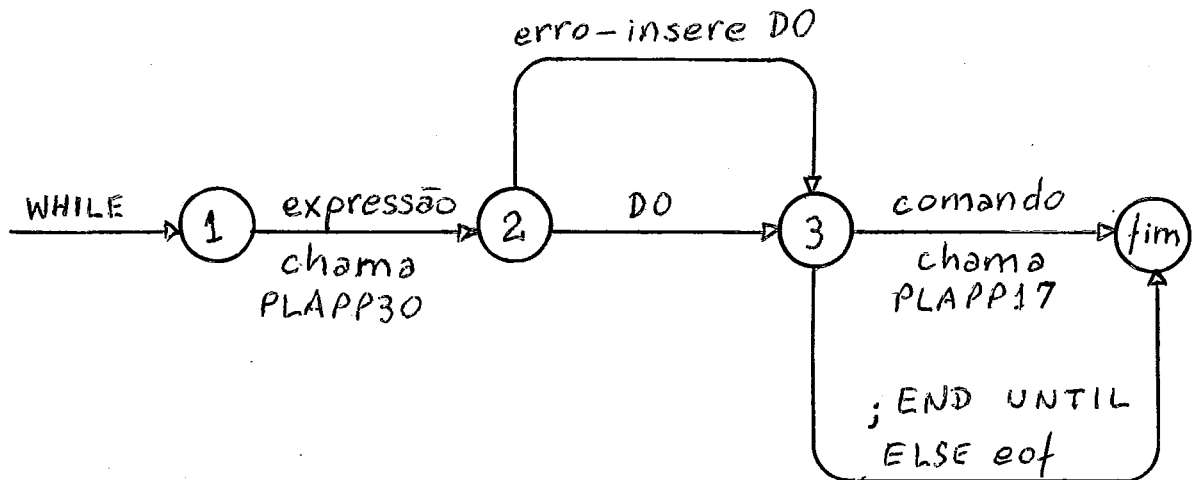 erro-insere DO
WHILE
1
expressão
chama
PLAPP30
2
DO
3
comando
chama
PLAPP17
fim
; END UNTIL
ELSE eof